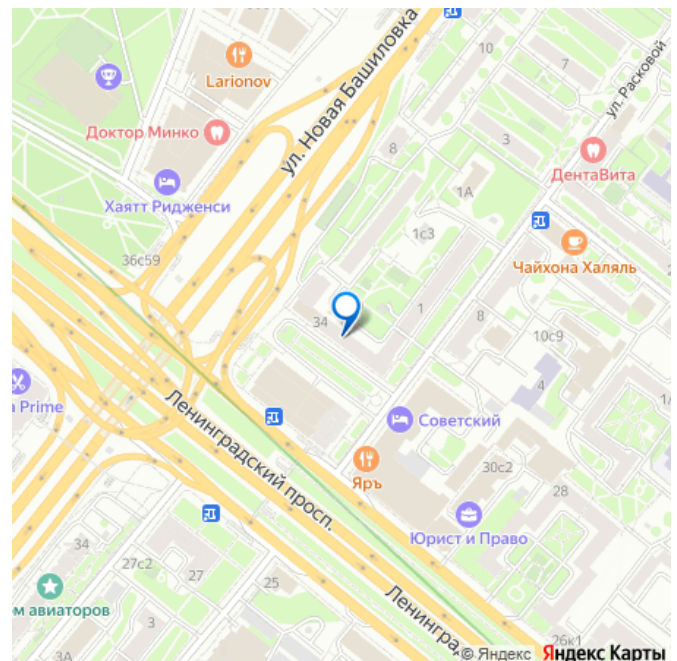 10
7
Larionov
ул. Новая Башиловка
ул. Расковой
Доктор Минко
3
8
ДентаВита
Хаятт Ридженси
1А
1с3
Чайхона Халяль
36с59
34
1
8
10с9
4
a Prime
Советский
Ленинградский просп.
Яръ
30с2
28
Юрист и Право
34
27с2
27
25
м авиаторов
Ленингра
3
3А
26к1
© Яндекс Яндекс Карты